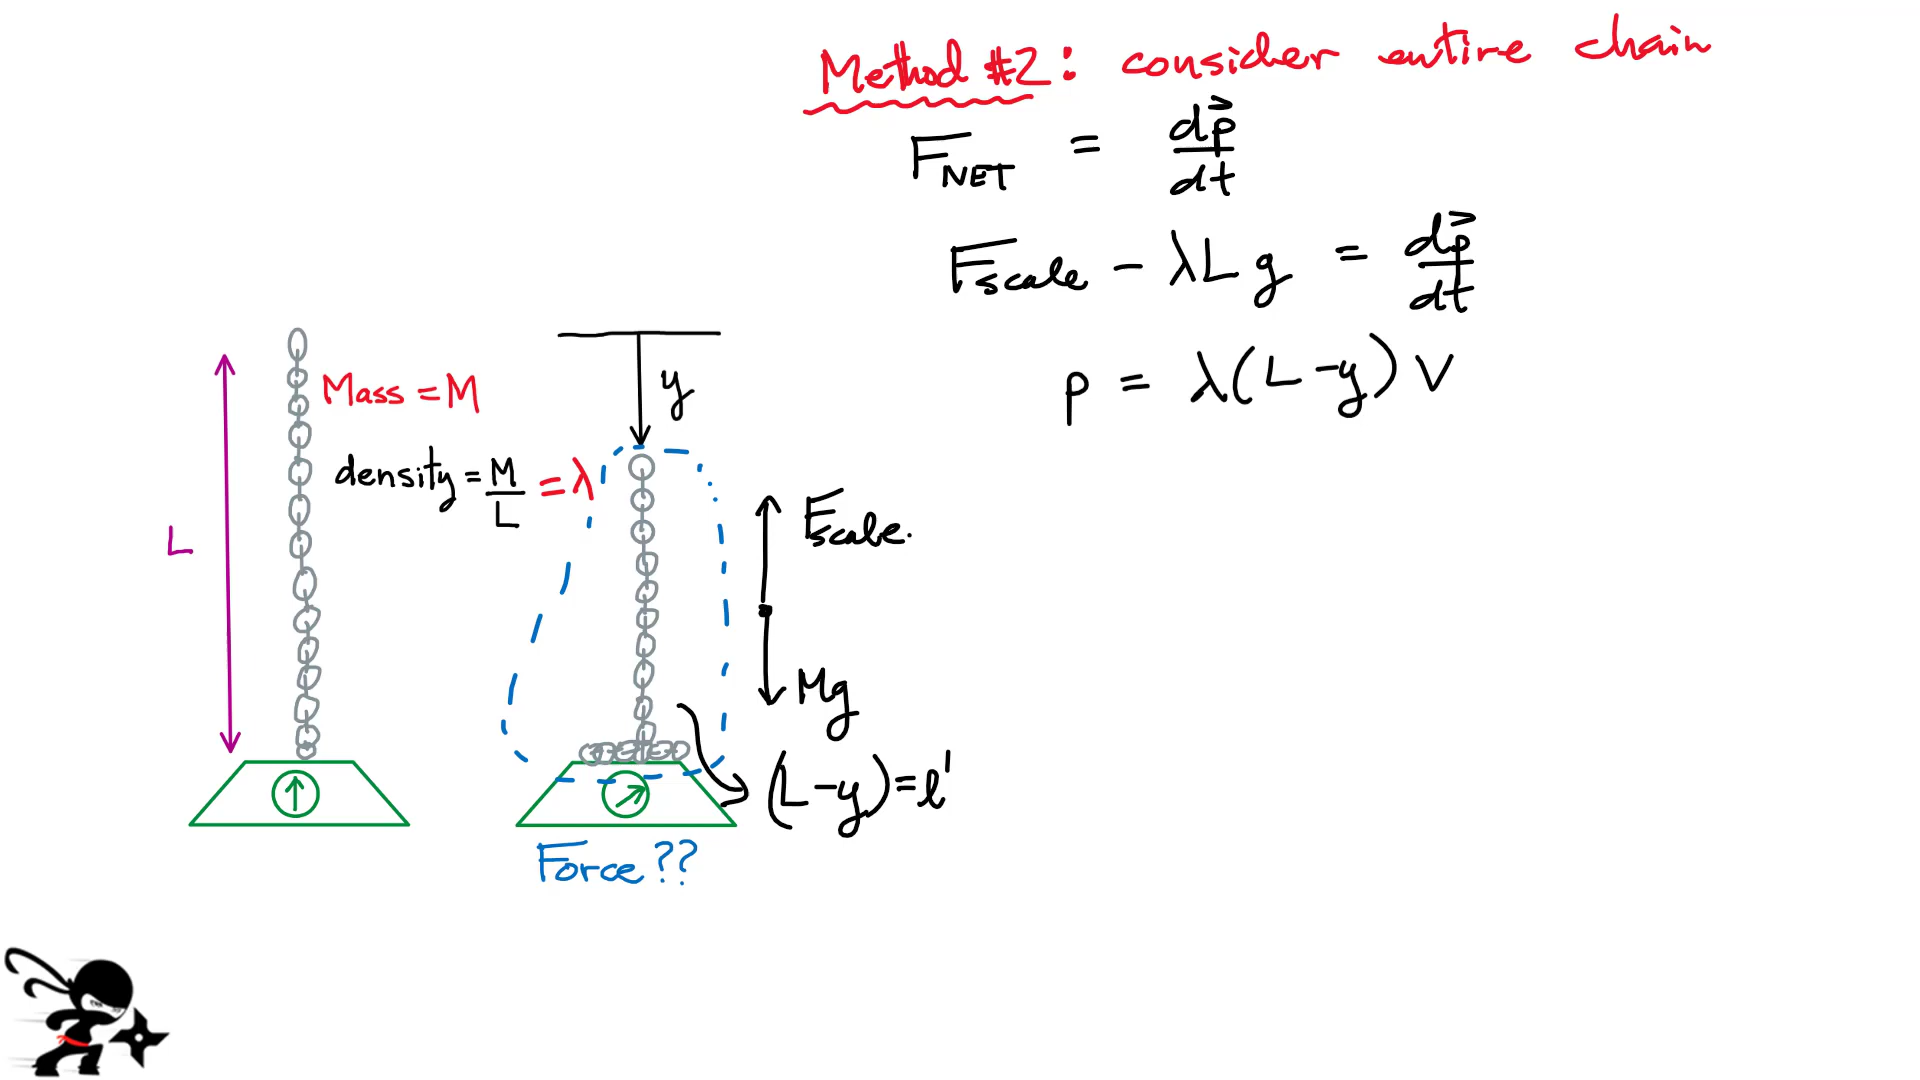 Method #2: consider entire chain
F_NET = dp⃗/dt
F_scale - λLg = dp⃗/dt
p = λ(L-y)v
Mass = M
y
density = M/L = λ
L
F_scale.
Mg
(L-y) = l'
Force??